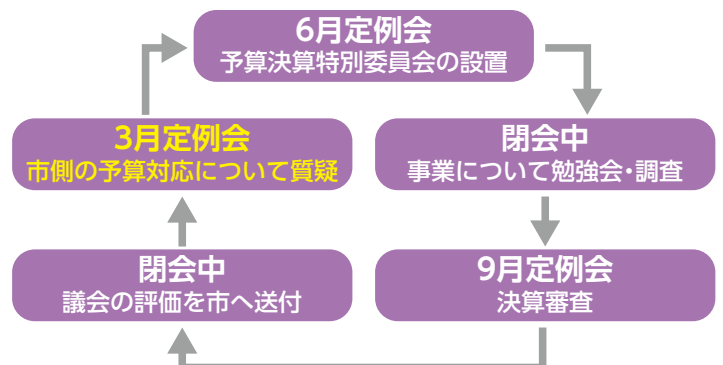 6月定例会
予算決算特別委員会の設置
3月定例会
市側の予算対応について質疑
閉会中
事業について勉強会・調査
閉会中
議会の評価を市へ送付
9月定例会
決算審査